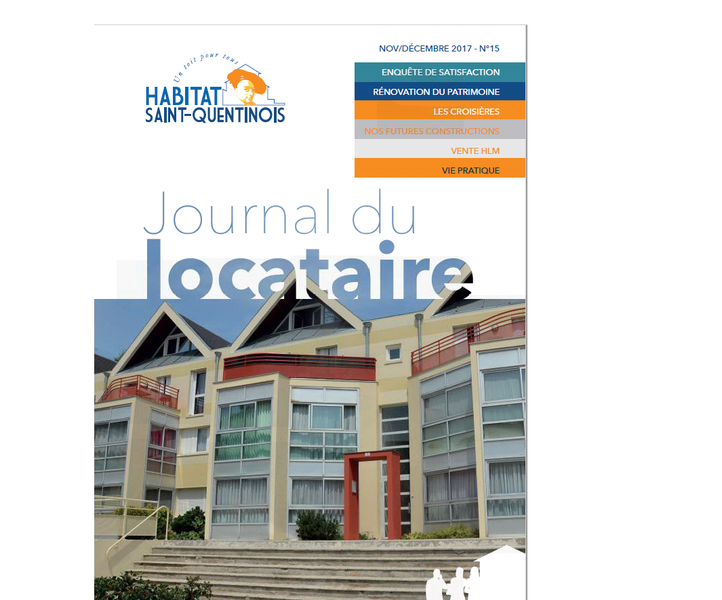 NOV/DÉCEMBRE 2017 - N°15
Un toit pour tous
HABITAT
SAINT-QUENTINOIS
ENQUÊTE DE SATISFACTION
RÉNOVATION DU PATRIMOINE
LES CROISIÈRES
NOS FUTURES CONSTRUCTIONS
VENTE HLM
VIE PRATIQUE
Journal du
locataire